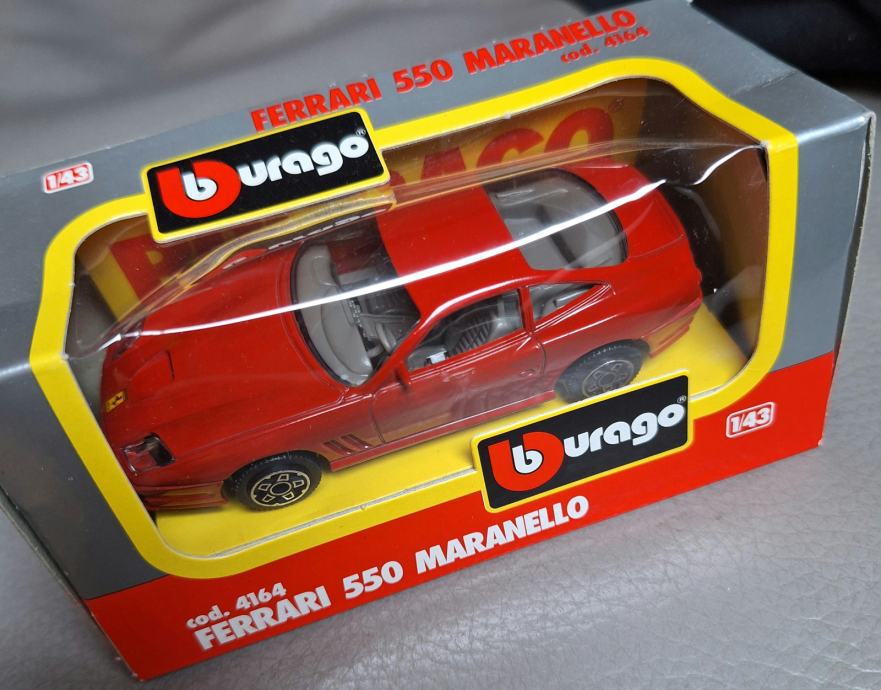 FERRARI 550 MARANELLO
cod. 4164
1/43
burago®
burago®
1/43
cod. 4164
FERRARI 550 MARANELLO